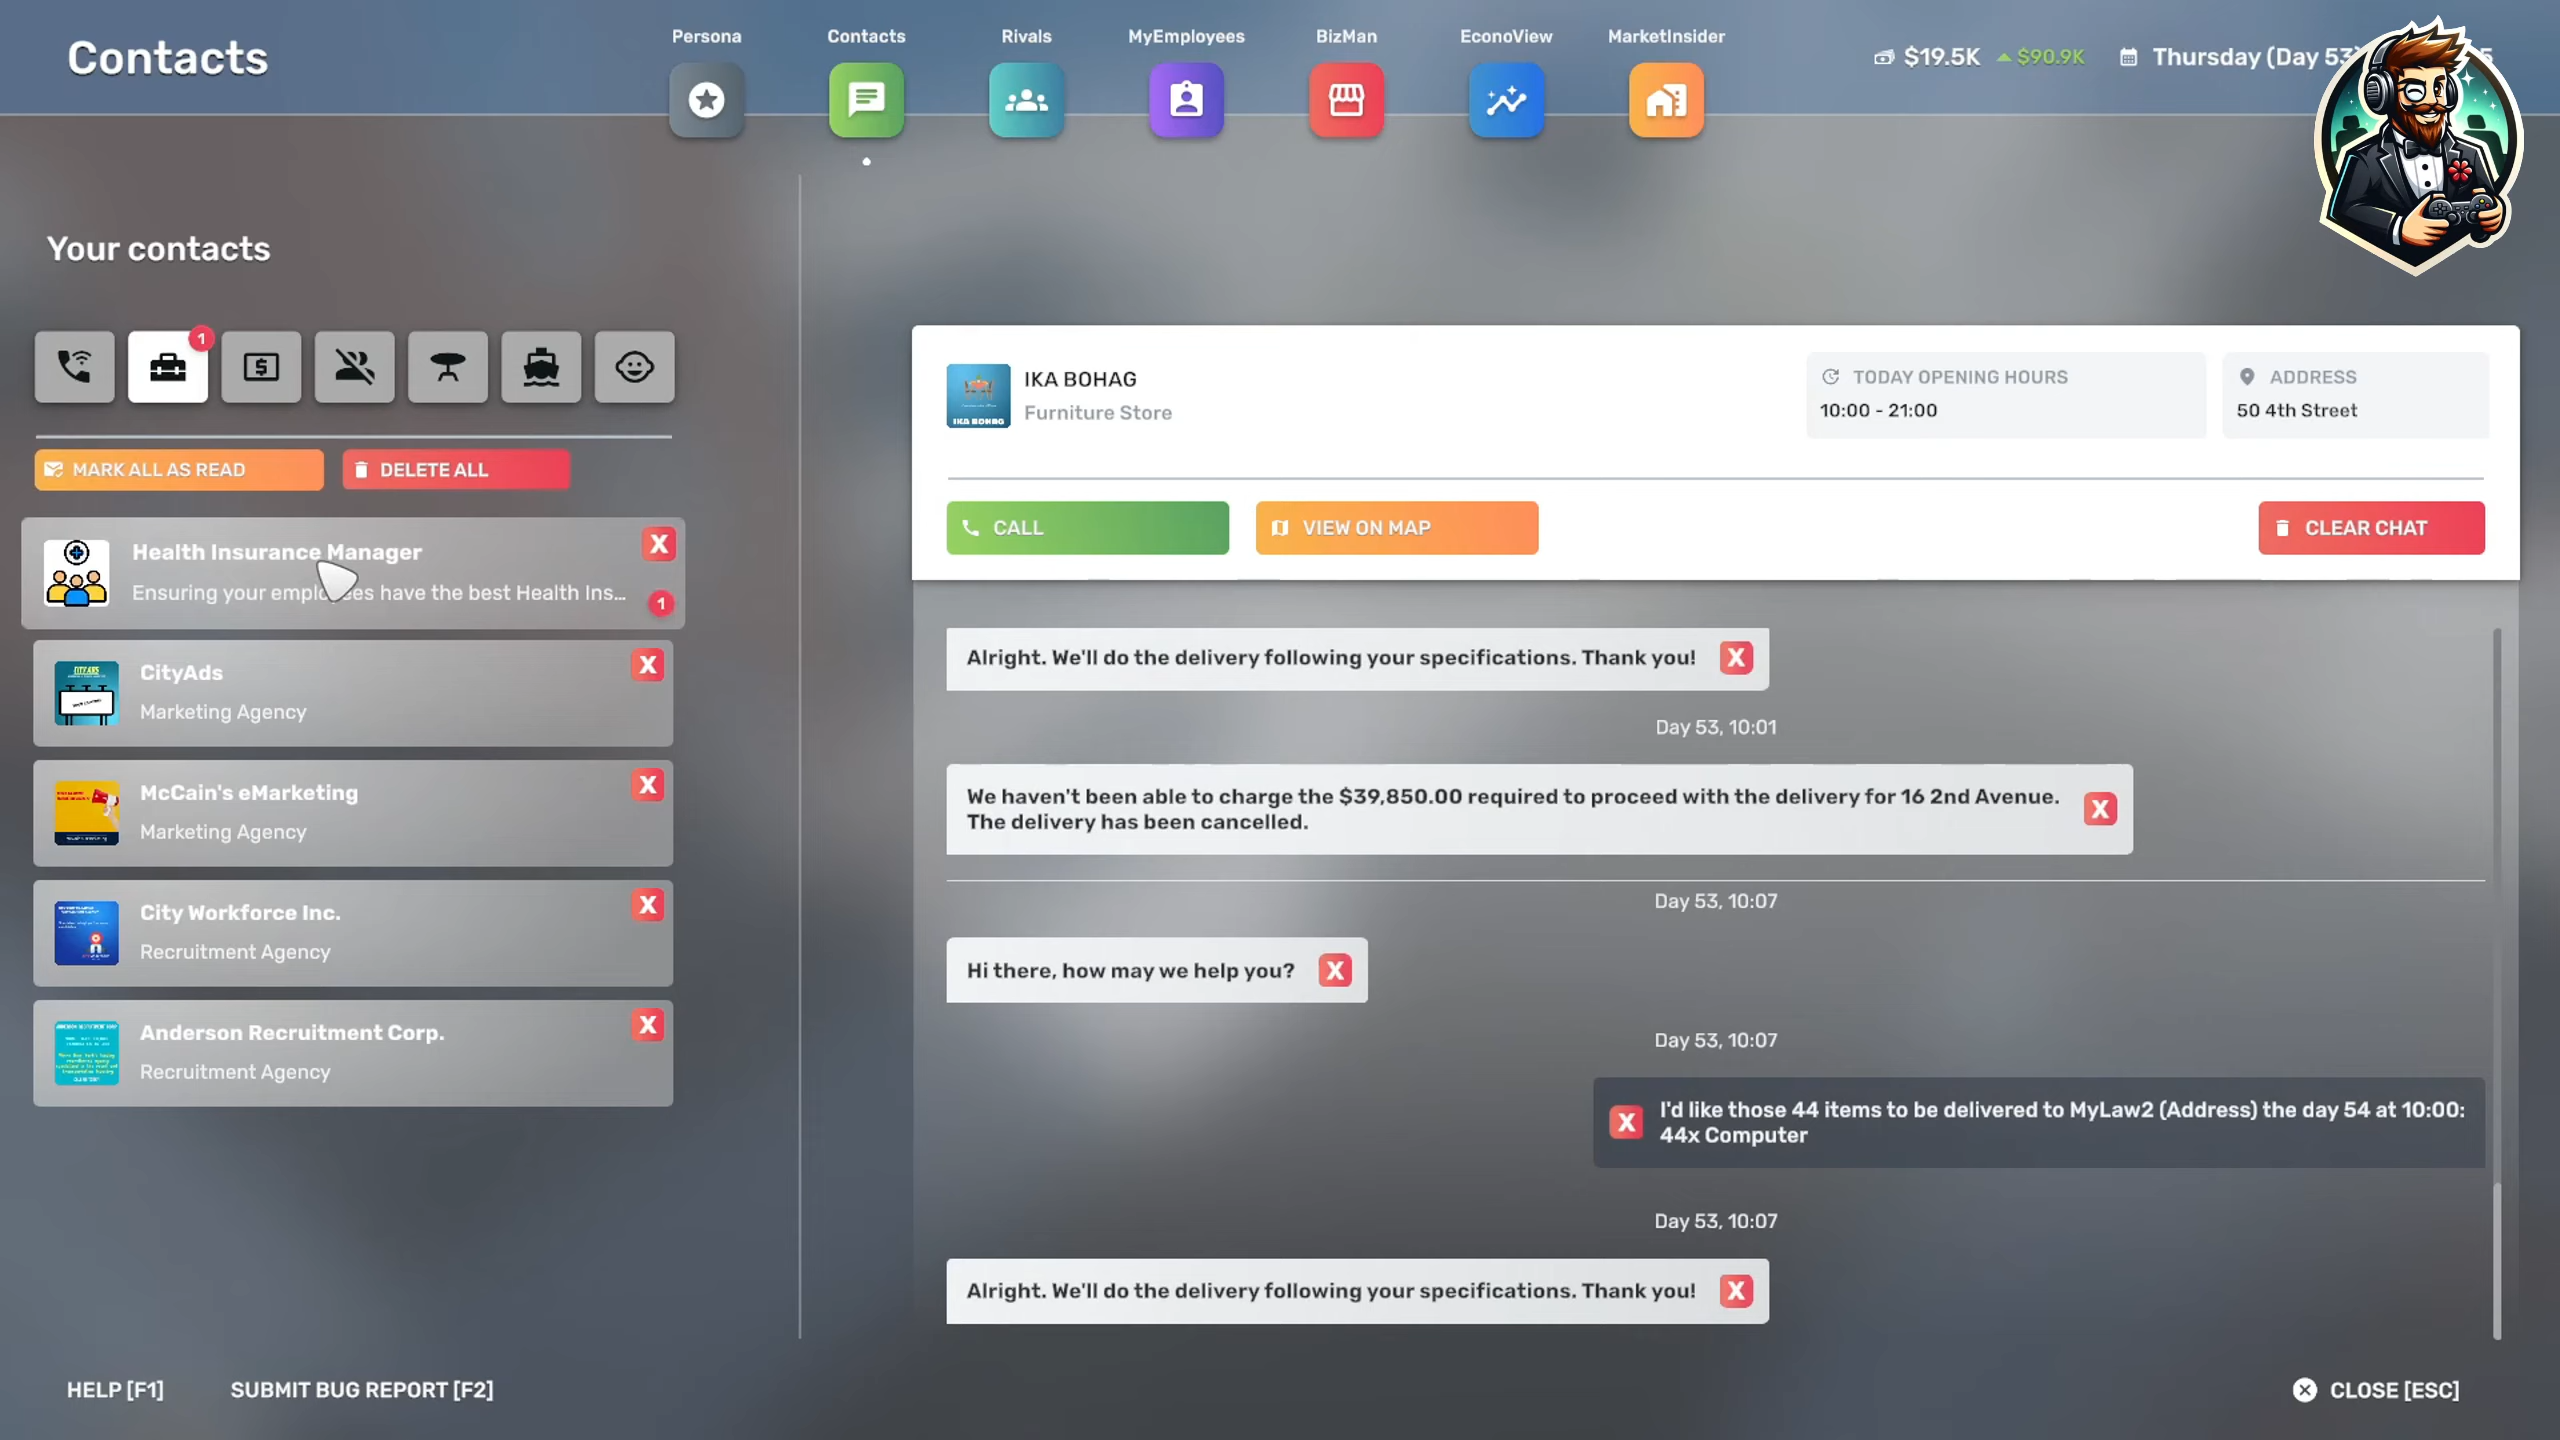 Contacts
Persona
Contacts
Rivals
MyEmployees
BizMan
EconoView
MarketInsider
$19.5K
$90.9K
Thursday (Day 53)
Your contacts
1
MARK ALL AS READ
DELETE ALL
Health Insurance Manager
X
Ensuring your employees have the best Health Ins...
1
CityAds
X
Marketing Agency
McCain's eMarketing
X
Marketing Agency
City Workforce Inc.
X
Recruitment Agency
Anderson Recruitment Corp.
X
Recruitment Agency
IKA BOHAG
IKA BOHAG
Furniture Store
TODAY OPENING HOURS
10:00 - 21:00
ADDRESS
50 4th Street
CALL
VIEW ON MAP
CLEAR CHAT
Alright. We'll do the delivery following your specifications. Thank you! X
Day 53, 10:01
We haven't been able to charge the $39,850.00 required to proceed with the delivery for 16 2nd Avenue.
The delivery has been cancelled.
X
Day 53, 10:07
Hi there, how may we help you? X
Day 53, 10:07
X
I'd like those 44 items to be delivered to MyLaw2 (Address) the day 54 at 10:00:
44x Computer
Day 53, 10:07
Alright. We'll do the delivery following your specifications. Thank you! X
HELP [F1]
SUBMIT BUG REPORT [F2]
CLOSE [ESC]